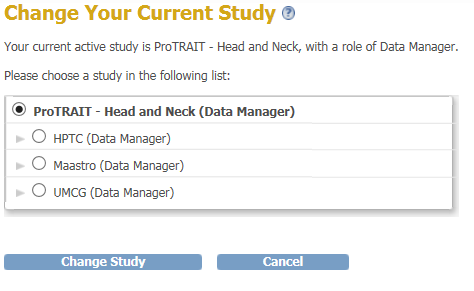 Change Your Current Study ?
Your current active study is ProTRAIT - Head and Neck, with a role of Data Manager.
Please choose a study in the following list:
ProTRAIT - Head and Neck (Data Manager)
HPTC (Data Manager)
Maastro (Data Manager)
UMCG (Data Manager)
Change Study Cancel